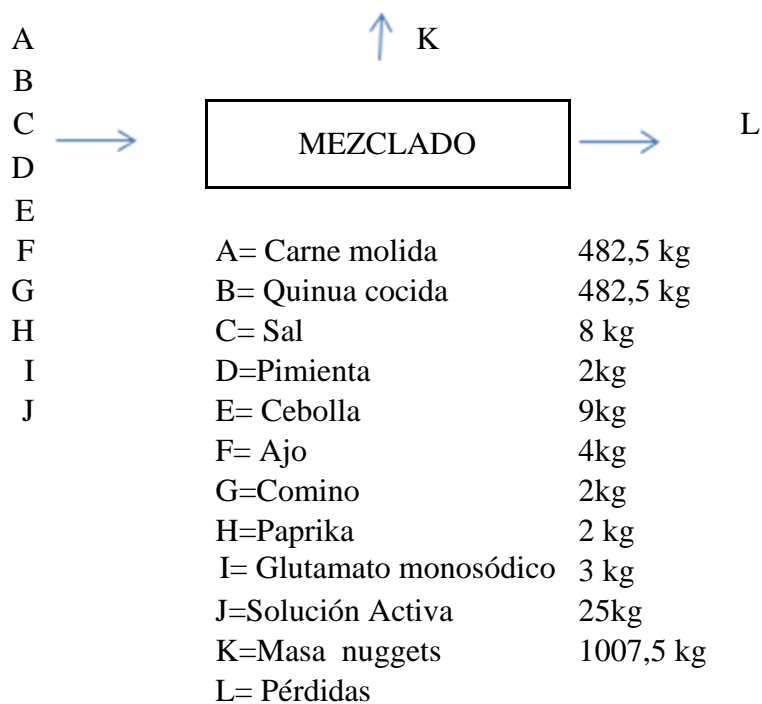 A K
B
C MEZCLADO L
D
E
F A= Carne molida 482,5 kg
G B= Quinua cocida 482,5 kg
H C= Sal 8 kg
I D=Pimienta 2kg
J E= Cebolla 9kg
F= Ajo 4kg
G=Comino 2kg
H=Paprika 2 kg
I= Glutamato monosódico 3 kg
J=Solución Activa 25kg
K=Masa nuggets 1007,5 kg
L= Pérdidas